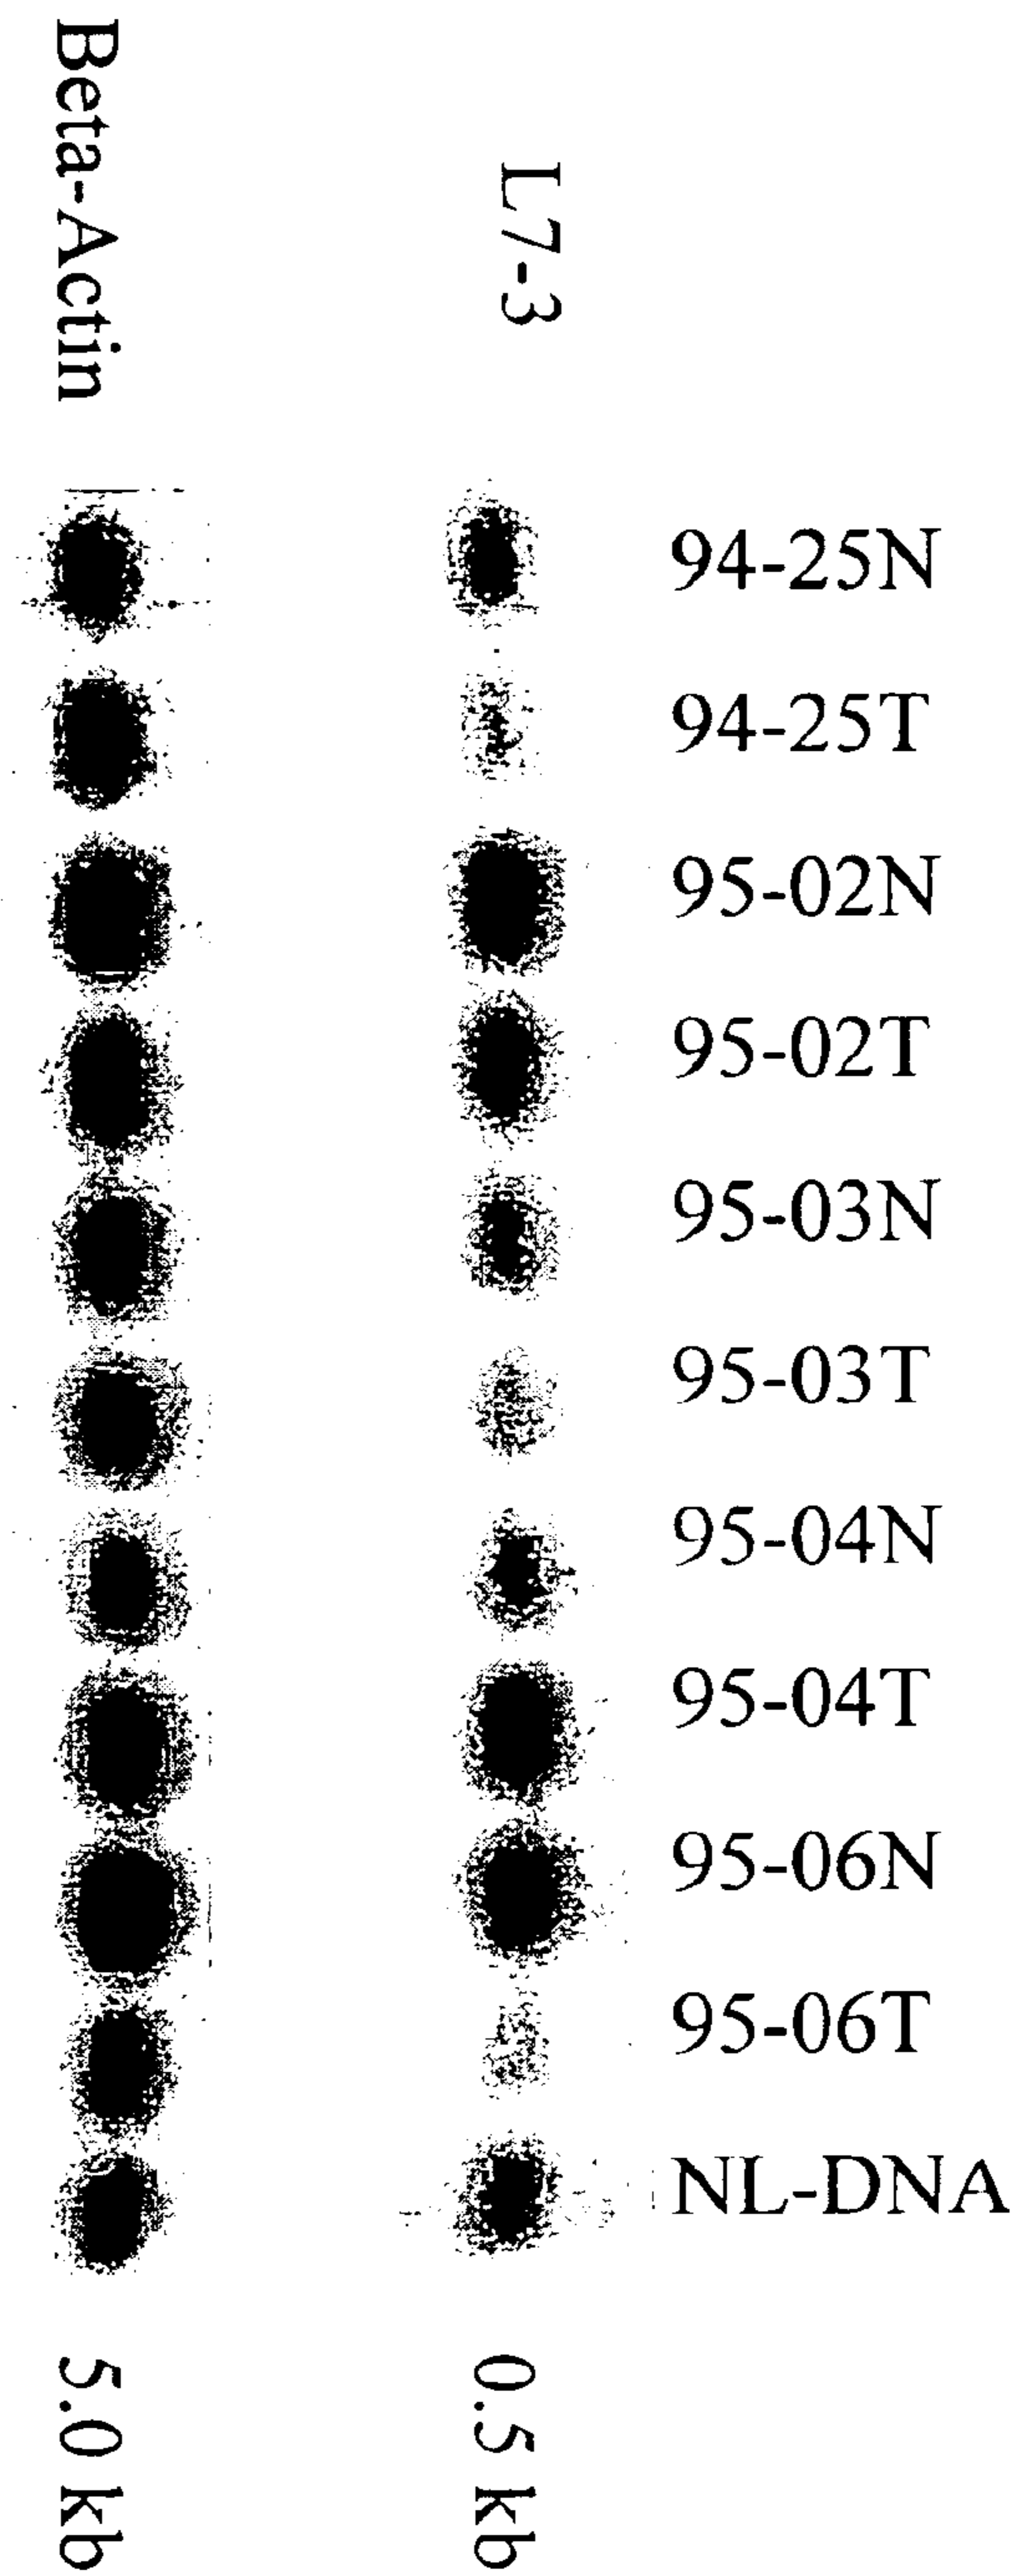 94-25N
94-25T
95-02N
95-02T
95-03N
95-03T
95-04N
95-04T
95-06N
95-06T
NL-DNA
L7-3
0.5 kb
Beta-Actin
5.0 kb